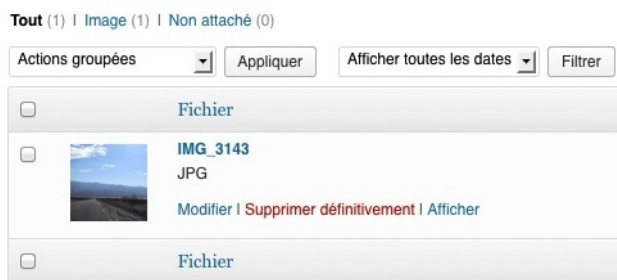 Tout (1) | Image (1) | Non attaché (0)
Actions groupées Appliquer Afficher toutes les dates Filtrer
Fichier
IMG_3143
JPG
Modifier | Supprimer définitivement | Afficher
Fichier